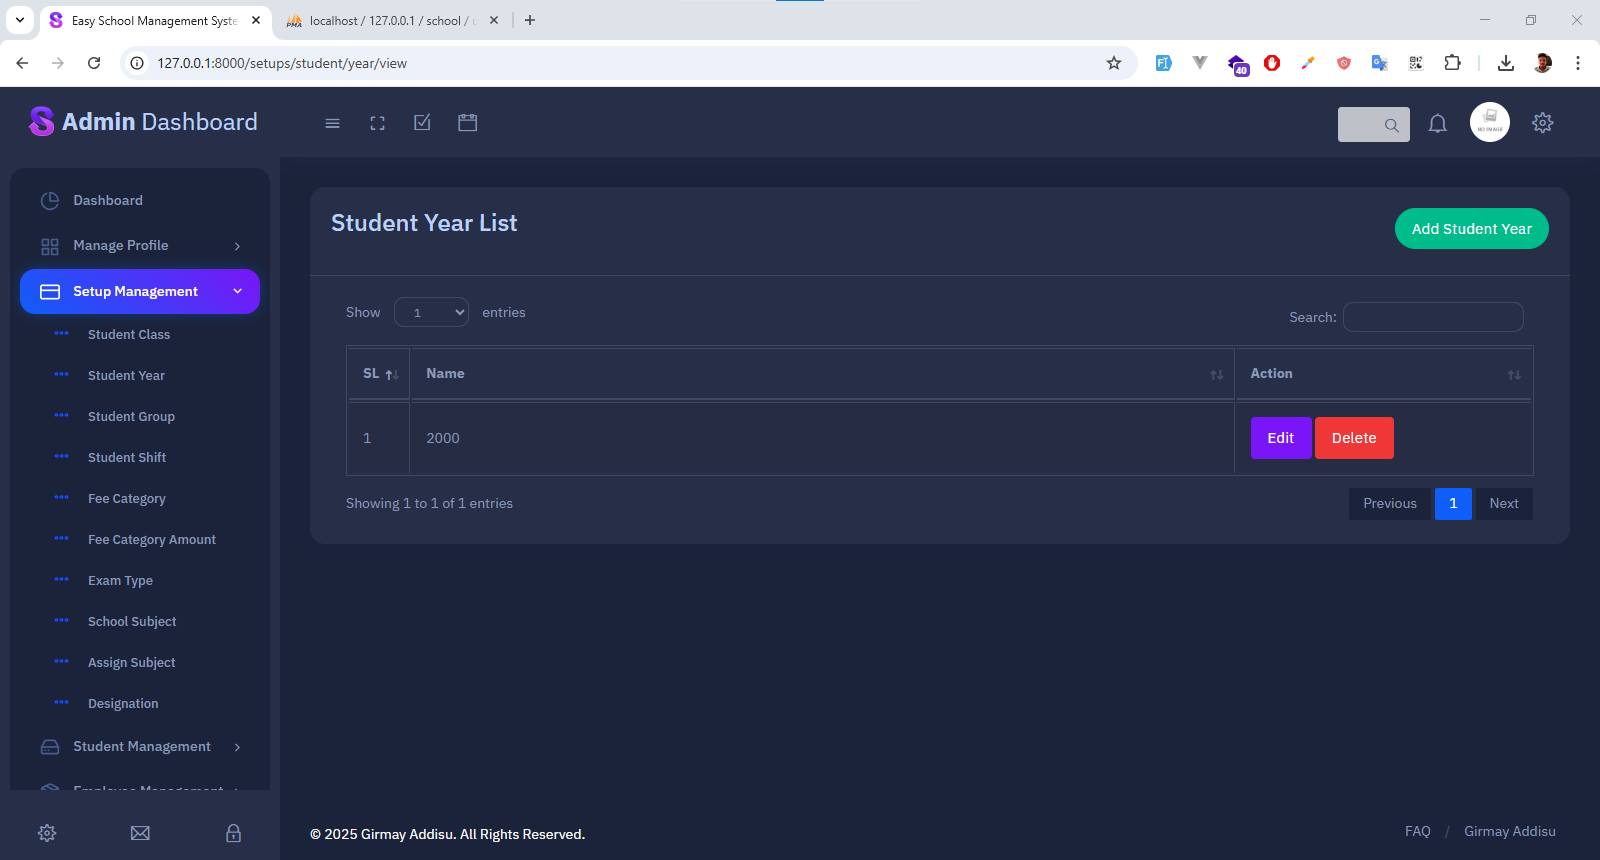 Easy School Management Syste
localhost / 127.0.0.1 / school / u
127.0.0.1:8000/setups/student/year/view
40
Admin Dashboard
NO IMAGE
Dashboard
Manage Profile
Setup Management
Student Class
Student Year
Student Group
Student Shift
Fee Category
Fee Category Amount
Exam Type
School Subject
Assign Subject
Designation
Student Management
Employee Management
Student Year List
Add Student Year
Show 1 entries
Search:
SL Name Action
1 2000 Edit Delete
Showing 1 to 1 of 1 entries
Previous 1 Next
© 2025 Girmay Addisu. All Rights Reserved.
FAQ / Girmay Addisu